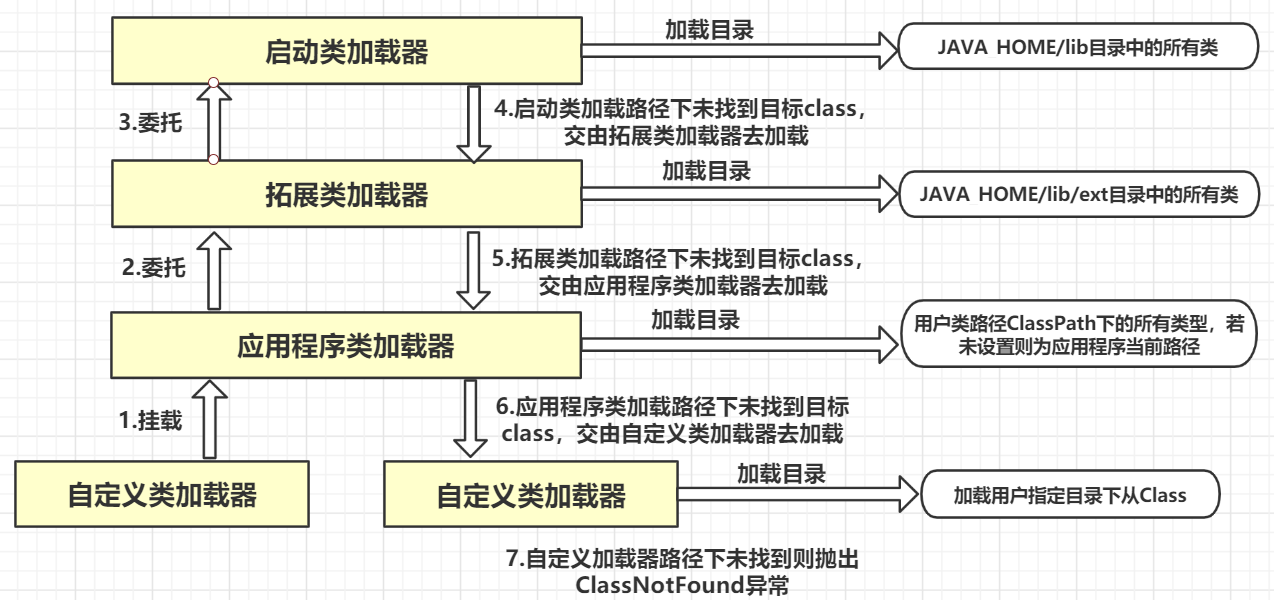 启动类加载器
加载目录
JAVA HOME/lib目录中的所有类
3.委托
4.启动类加载路径下未找到目标class，
交由拓展类加载器去加载
拓展类加载器
加载目录
JAVA HOME/lib/ext目录中的所有类
2.委托
5.拓展类加载路径下未找到目标class，
交由应用程序类加载器去加载
应用程序类加载器
加载目录
用户类路径ClassPath下的所有类型，若
未设置则为应用程序当前路径
1.挂载
6.应用程序类加载路径下未找到目标
class，交由自定义类加载器去加载
自定义类加载器
自定义类加载器
加载目录
加载用户指定目录下从Class
7.自定义加载器路径下未找到则抛出
ClassNotFound异常